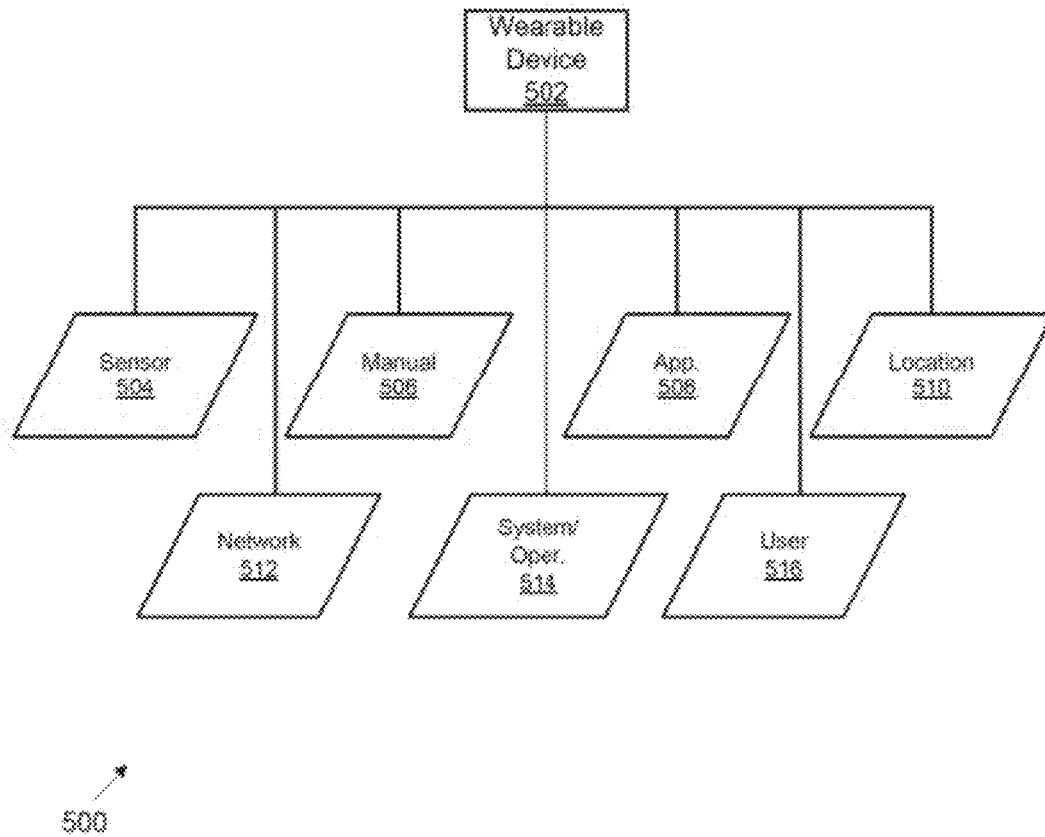 Wearable
Device
502
Sensor
504
Manual
506
App.
508
Location
510
Network
512
System/
Oper.
514
User
516
500